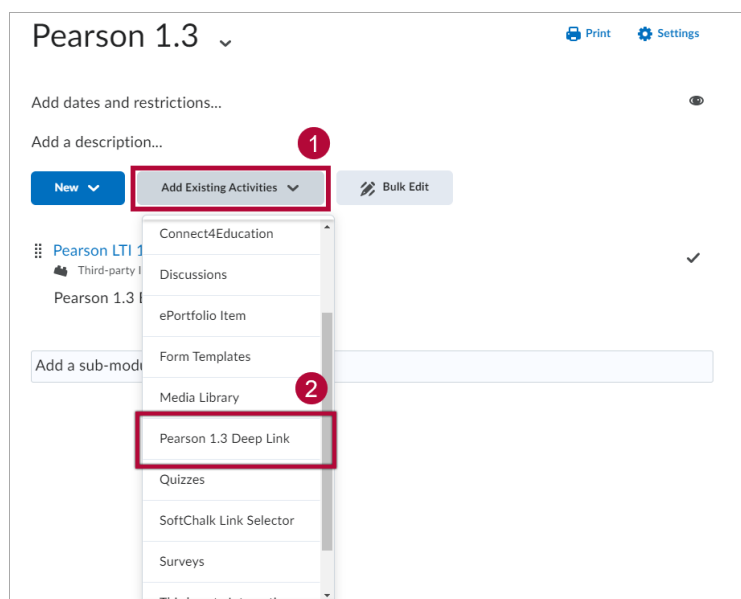 Pearson 1.3
Print
Settings
Add dates and restrictions...
Add a description...
1
New
Add Existing Activities
Bulk Edit
Connect4Education
Pearson LTI 1
Third-party I
Discussions
Pearson 1.3
ePortfolio Item
Form Templates
Add a sub-modu
Media Library
2
Pearson 1.3 Deep Link
Quizzes
SoftChalk Link Selector
Surveys